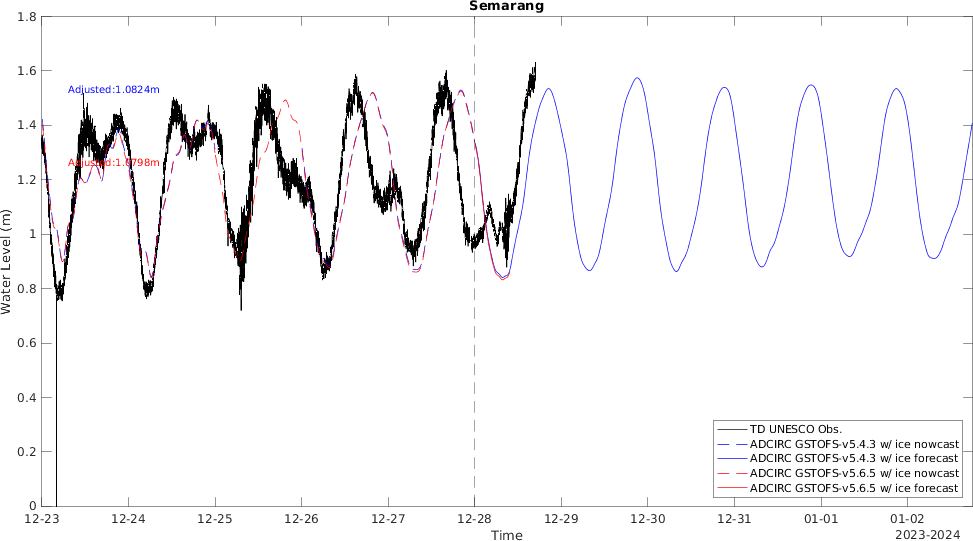 Semarang
1.8
1.6
1.4
1.2
1
0.8
0.6
0.4
0.2
0
Water Level (m)
Adjusted:1.0824m
TD UNESCO Obs.
ADCIRC GSTOFS-v5.4.3 w/ ice nowcast
ADCIRC GSTOFS-v5.4.3 w/ ice forecast
ADCIRC GSTOFS-v5.6.5 w/ ice nowcast
ADCIRC GSTOFS-v5.6.5 w/ ice forecast
12-23 12-24 12-25 12-26 12-27 12-28 12-29 12-30 12-31 01-01 01-02
Time
2023-2024